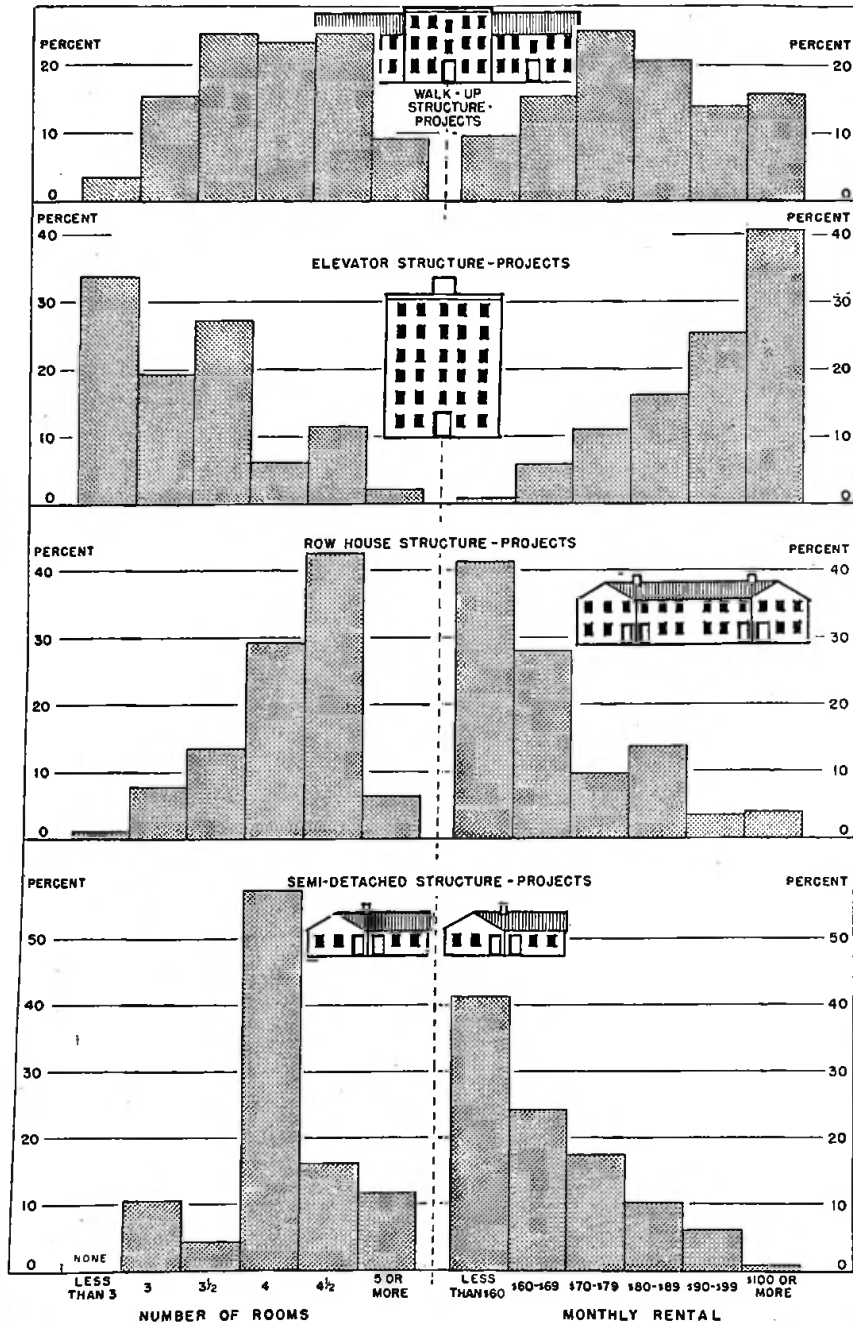 PERCENT PERCENT
20 20
WALK-UP
STRUCTURE-
PROJECTS
10 10
0 0
PERCENT PERCENT
40 40
ELEVATOR STRUCTURE-PROJECTS
30 30
20 20
10 10
0 0
ROW HOUSE STRUCTURE-PROJECTS
PERCENT PERCENT
40 40
30 30
20 20
10 10
0 0
SEMI-DETACHED STRUCTURE-PROJECTS
PERCENT PERCENT
50 50
40 40
30 30
20 20
10 10
0 NONE 0
LESS THAN 3 3 3½ 4 4½ 5 OR MORE LESS THAN $60 $60-$69 $70-$79 $80-$89 $90-$99 $100 OR MORE
NUMBER OF ROOMS MONTHLY RENTAL